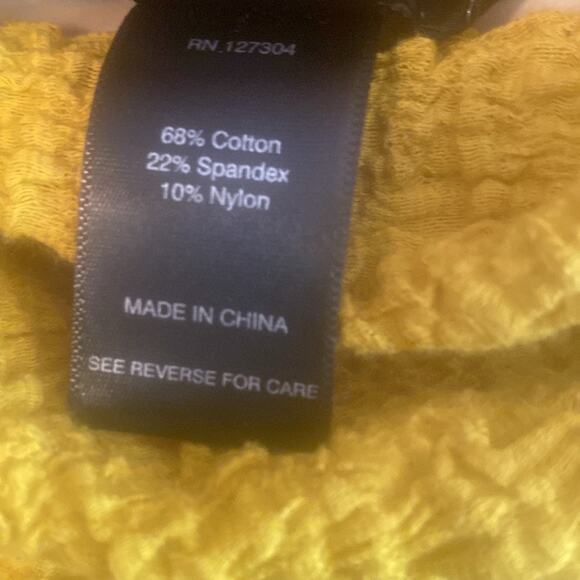 RN 127304
68% Cotton
22% Spandex
10% Nylon
MADE IN CHINA
SEE REVERSE FOR CARE